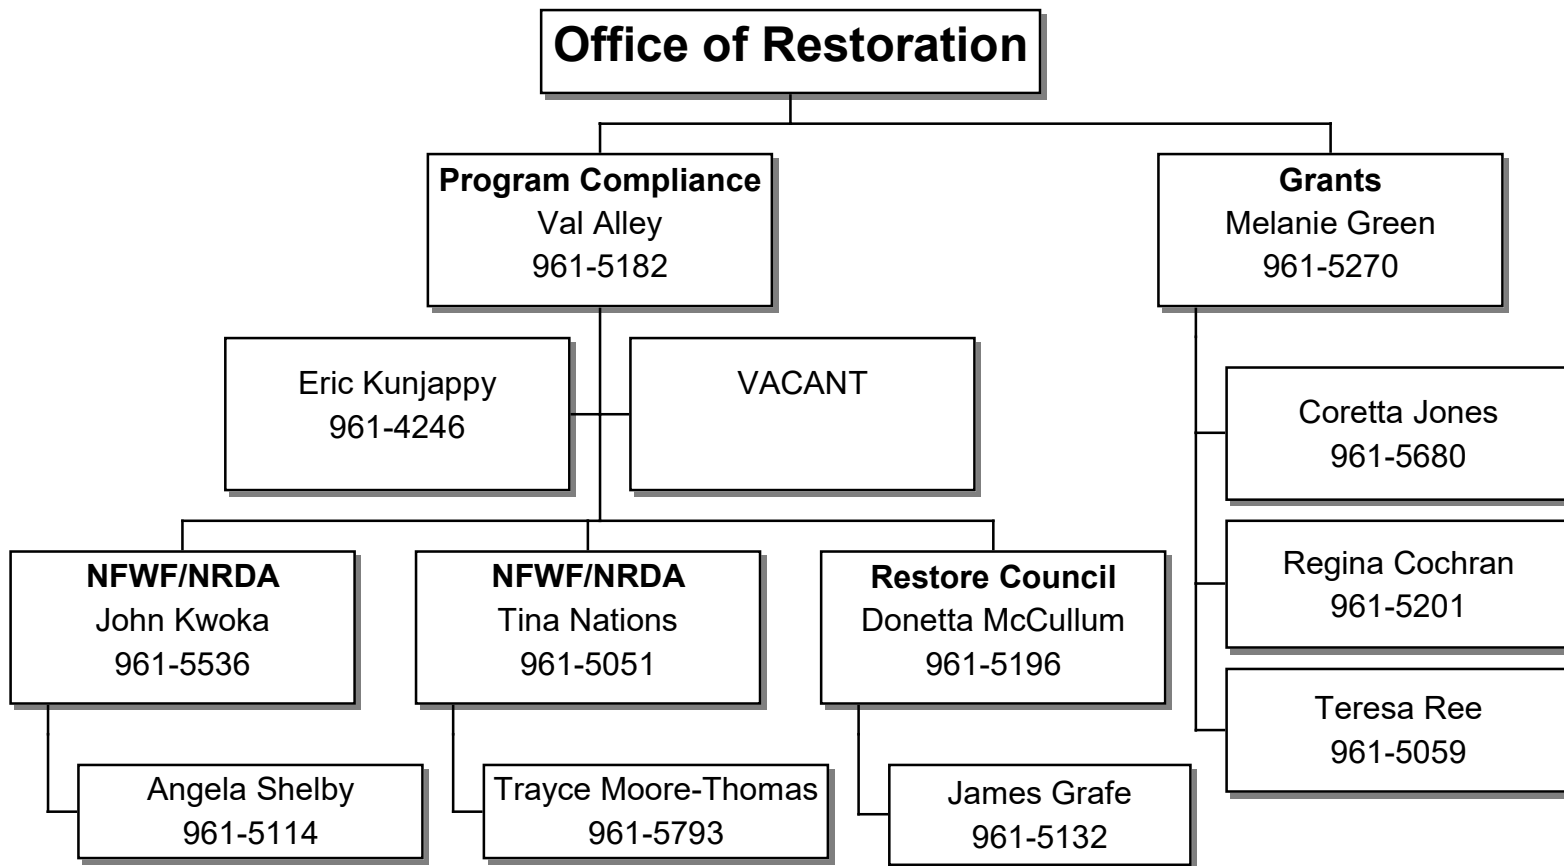 Office of Restoration
Program Compliance
Val Alley
961-5182
Grants
Melanie Green
961-5270
Eric Kunjappy
961-4246
VACANT
Coretta Jones
961-5680
Regina Cochran
961-5201
Teresa Ree
961-5059
NFWF/NRDA
John Kwoka
961-5536
NFWF/NRDA
Tina Nations
961-5051
Restore Council
Donetta McCullum
961-5196
Angela Shelby
961-5114
Trayce Moore-Thomas
961-5793
James Grafe
961-5132